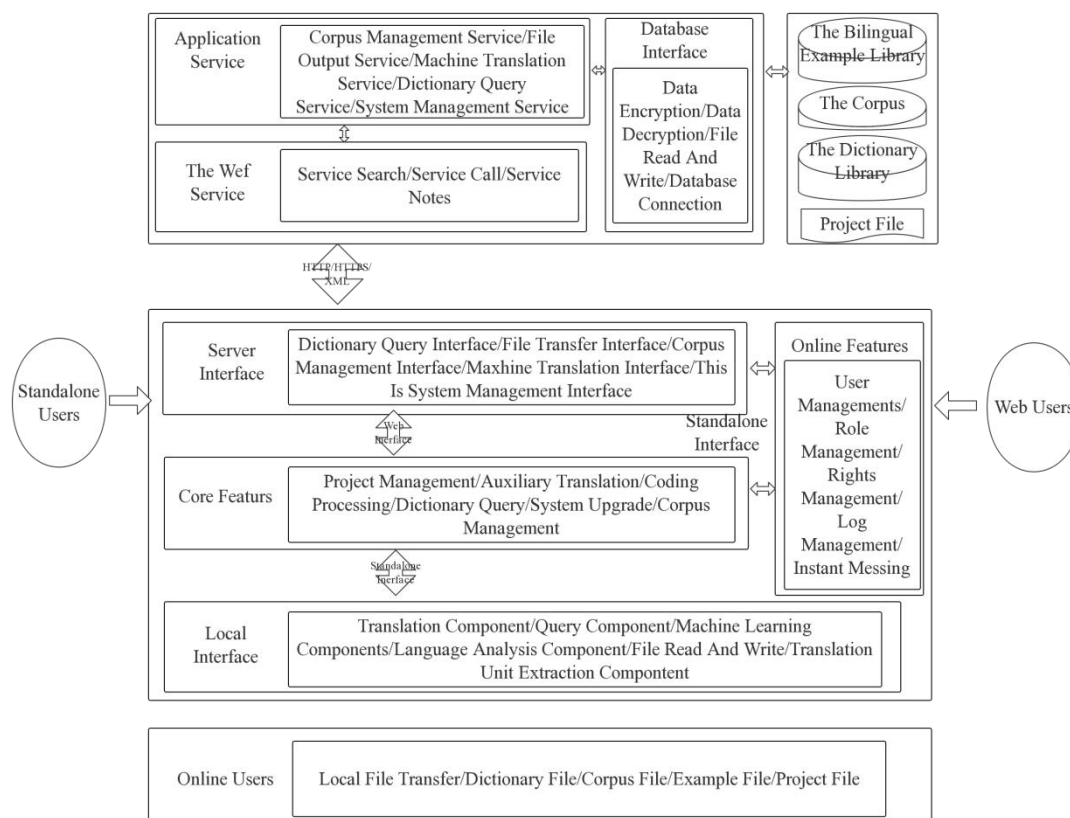 Application
Service
Corpus Management Service/File
Output Service/Machine Translation
Service/Dictionary Query
Service/System Management Service
Database
Interface
Data
Encryption/Data
Decryption/File
Read And
Write/Database
Connection
The Bilingual
Example Library
The Corpus
The Dictionary
Library
Project File
The Wef
Service
Service Search/Service Call/Service
Notes
HTTP/HTTPS/
XML
Standalone
Users
Server
Interface
Dictionary Query Interface/File Transfer Interface/Corpus
Management Interface/Maxhine Translation Interface/This
Is System Management Interface
Online Features
User
Managements/
Role
Management/
Rights
Management/
Log
Management/
Instant Messing
Web Users
Web
Inerface
Standalone
Interface
Core Featurs
Project Management/Auxiliary Translation/Coding
Processing/Dictionary Query/System Upgrade/Corpus
Management
Standalone
Inerface
Local
Interface
Translation Component/Query Component/Machine Learning
Components/Language Analysis Component/File Read And Write/Translation
Unit Extraction Compontent
Online Users
Local File Transfer/Dictionary File/Corpus File/Example File/Project File